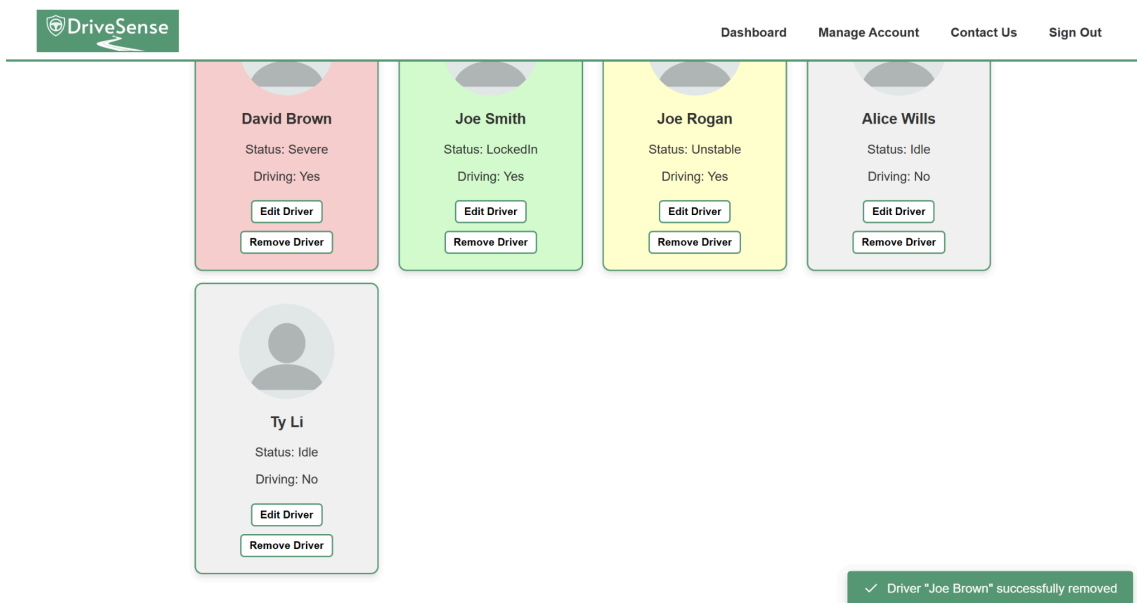 DriveSense
Dashboard Manage Account Contact Us Sign Out
David Brown
Status: Severe
Driving: Yes
Edit Driver
Remove Driver
Joe Smith
Status: LockedIn
Driving: Yes
Edit Driver
Remove Driver
Joe Rogan
Status: Unstable
Driving: Yes
Edit Driver
Remove Driver
Alice Wills
Status: Idle
Driving: No
Edit Driver
Remove Driver
Ty Li
Status: Idle
Driving: No
Edit Driver
Remove Driver
Driver "Joe Brown" successfully removed